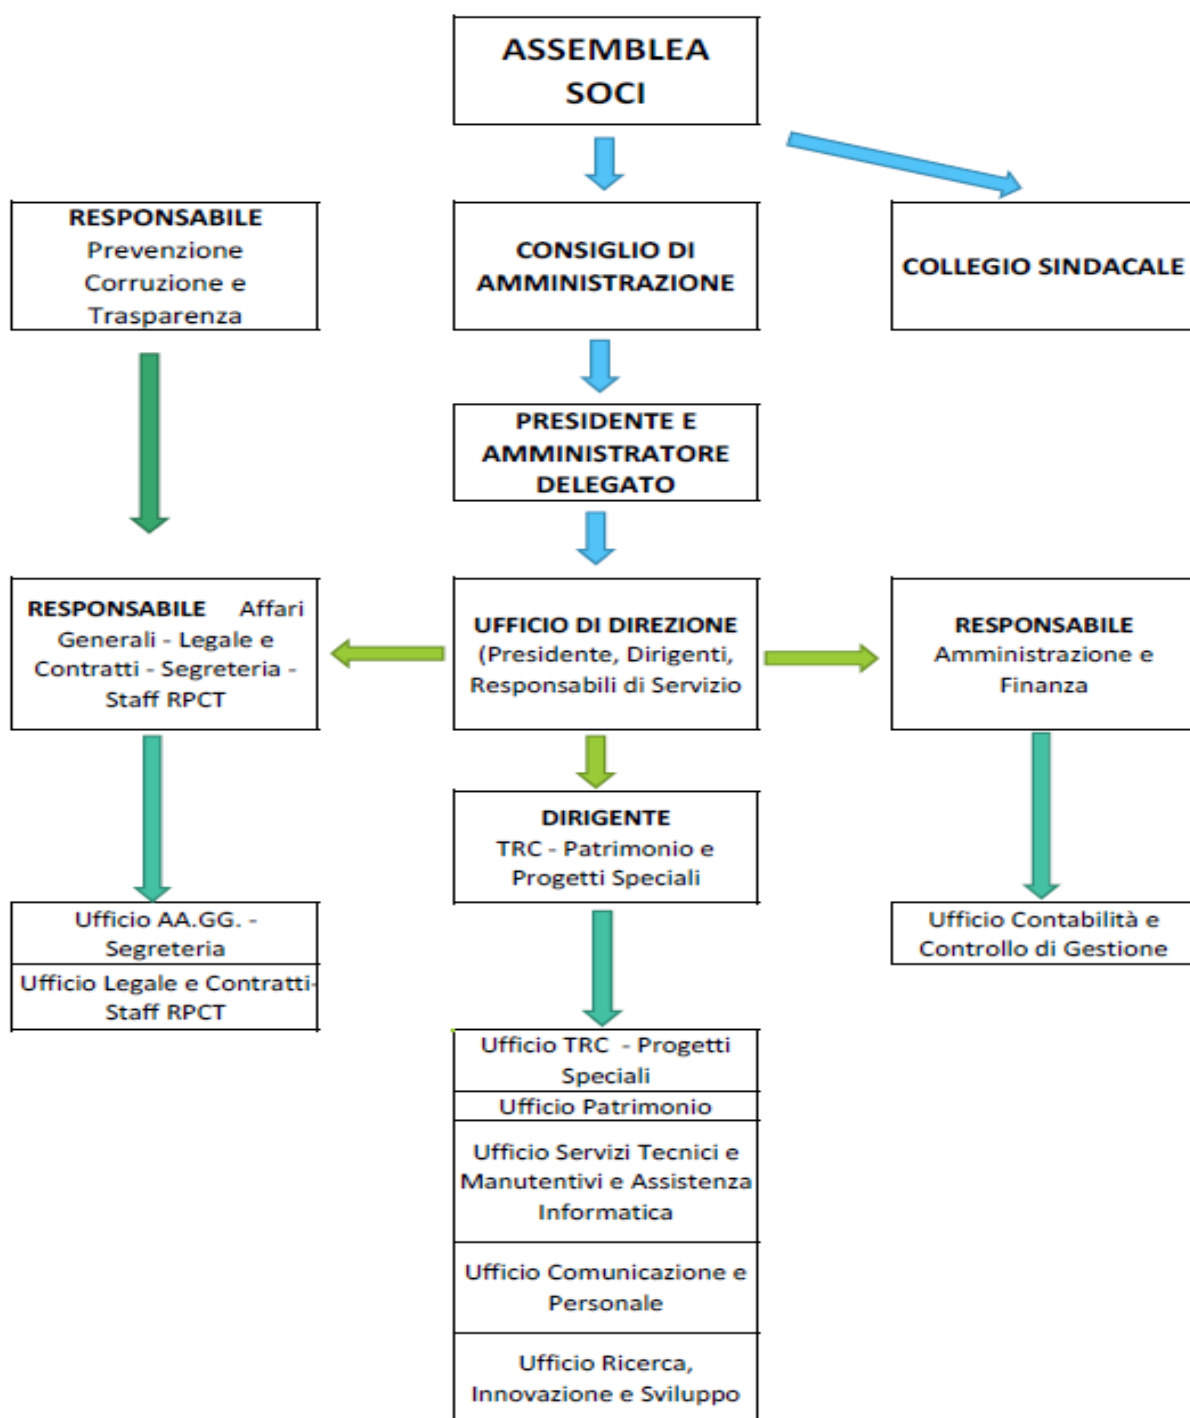 ASSEMBLEA
SOCI
RESPONSABILE
Prevenzione
Corruzione e
Trasparenza
CONSIGLIO DI
AMMINISTRAZIONE
COLLEGIO SINDACALE
PRESIDENTE E
AMMINISTRATORE
DELEGATO
RESPONSABILE Affari
Generali - Legale e
Contratti - Segreteria -
Staff RPCT
UFFICIO DI DIREZIONE
(Presidente, Dirigenti,
Responsabili di Servizio
RESPONSABILE
Amministrazione e
Finanza
DIRIGENTE
TRC - Patrimonio e
Progetti Speciali
Ufficio AA.GG. -
Segreteria
Ufficio Legale e Contratti-
Staff RPCT
Ufficio Contabilità e
Controllo di Gestione
Ufficio TRC - Progetti
Speciali
Ufficio Patrimonio
Ufficio Servizi Tecnici e
Manutentivi e Assistenza
Informatica
Ufficio Comunicazione e
Personale
Ufficio Ricerca,
Innovazione e Sviluppo